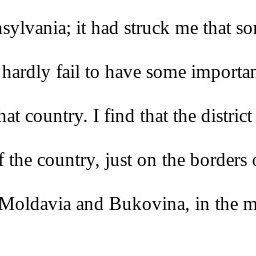 nsylvania; it had struck me that so
hardly fail to have some importan
hat country. I find that the district
f the country, just on the borders
Moldavia and Bukovina, in the m